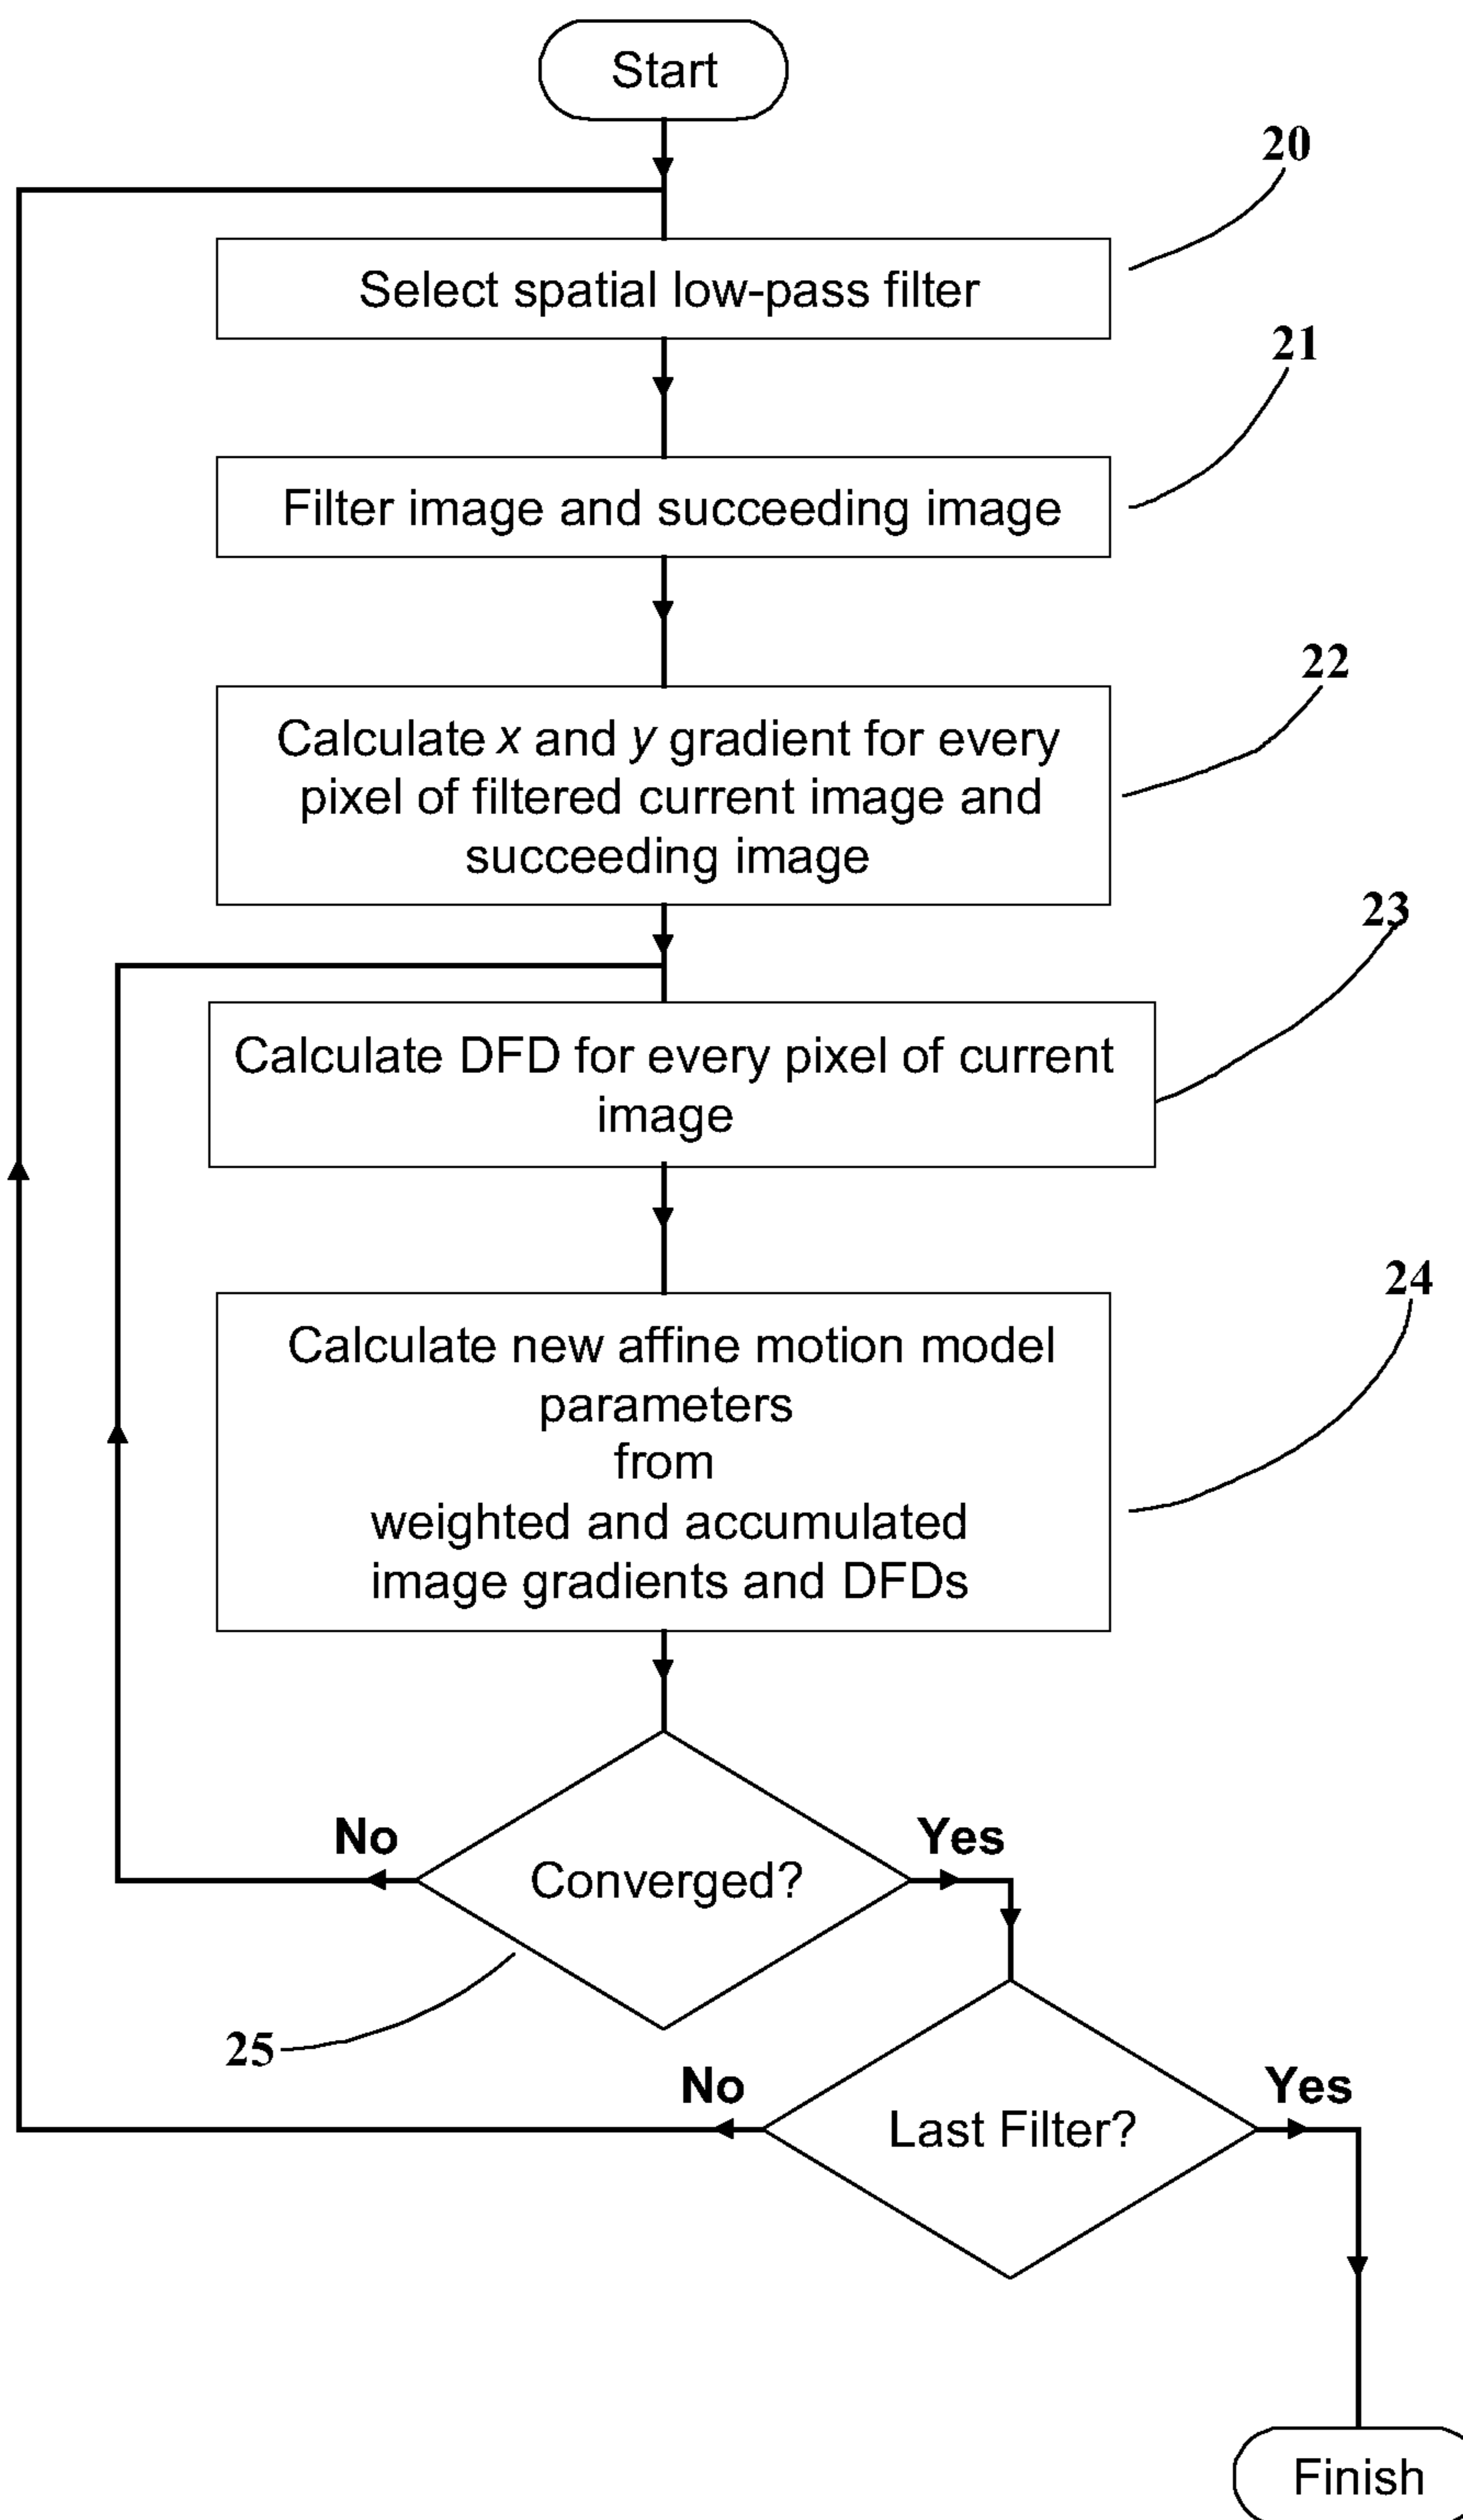 Start
20
Select spatial low-pass filter
21
Filter image and succeeding image
22
Calculate x and y gradient for every
pixel of filtered current image and
succeeding image
23
Calculate DFD for every pixel of current
image
24
Calculate new affine motion model
parameters
from
weighted and accumulated
image gradients and DFDs
No
Yes
Converged?
25
No
Yes
Last Filter?
Finish